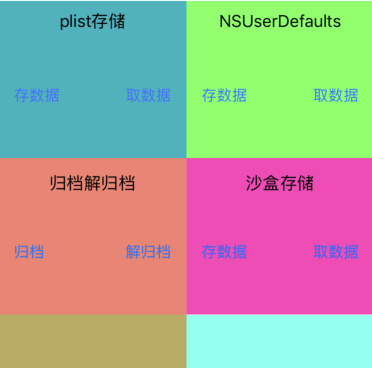 plist存储
NSUserDefaults
存数据 取数据
存数据 取数据
归档解归档
沙盒存储
归档 解归档
存数据 取数据